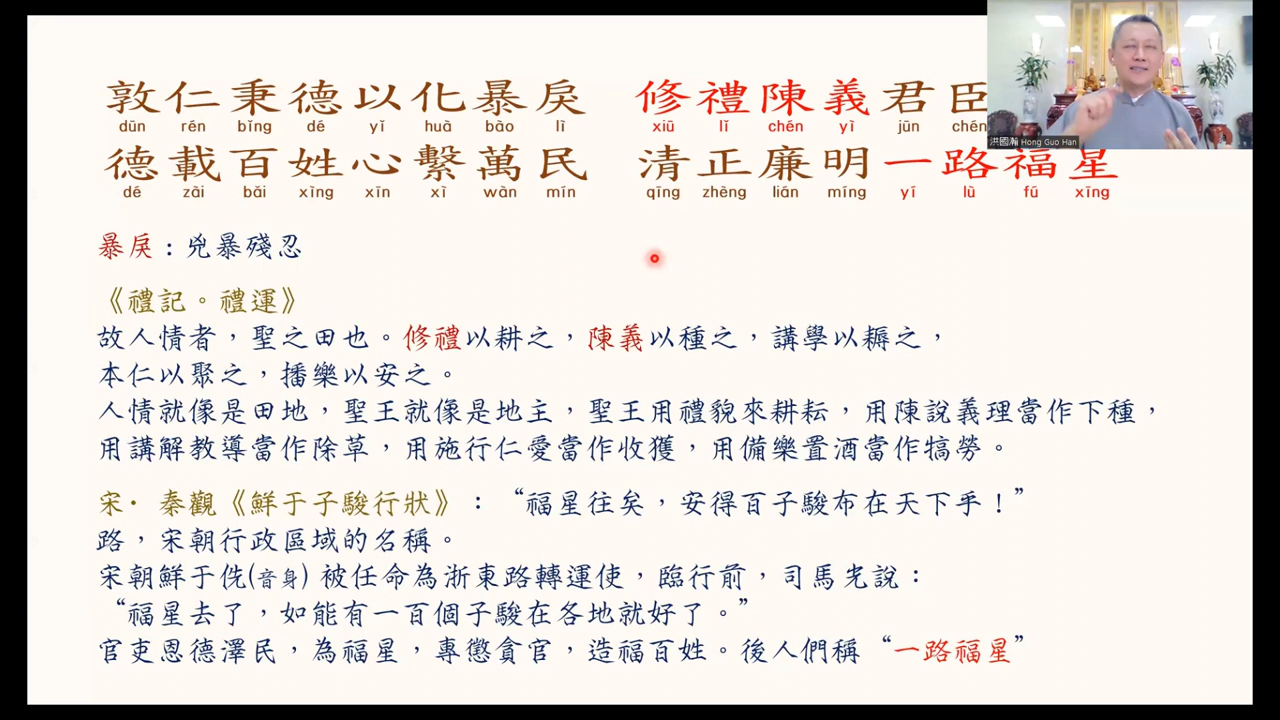 敦仁秉德以化暴戾 修禮陳義君臣
dūn rén bǐng dé yǐ huà bào lì xiū lǐ chén yì jūn chén
德載百姓心繫萬民 清正廉明一路福星
dé zài bǎi xìng xīn xì wàn mín qīng zhèng lián míng yí lù fú xīng
洪國瀚 Hong Guo Han
暴戾:兇暴殘忍
《禮記。禮運》
故人情者,聖之田也。修禮以耕之,陳義以種之,講學以耨之,
本仁以聚之,播樂以安之。
人情就像是田地,聖王就像是地主,聖王用禮貌來耕耘,用陳說義理當作下種,
用講解教導當作除草,用施行仁愛當作收獲,用備樂置酒當作犒勞。
宋· 秦觀《鮮于子駿行狀》:“福星往矣,安得百子駿布在天下乎!”
路,宋朝行政區域的名稱。
宋朝鮮于侁(音身) 被任命為浙東路轉運使,臨行前,司馬光說:
“福星去了,如能有一百個子駿在各地就好了。”
官吏恩德澤民,為福星,專懲貪官,造福百姓。後人們稱“一路福星”